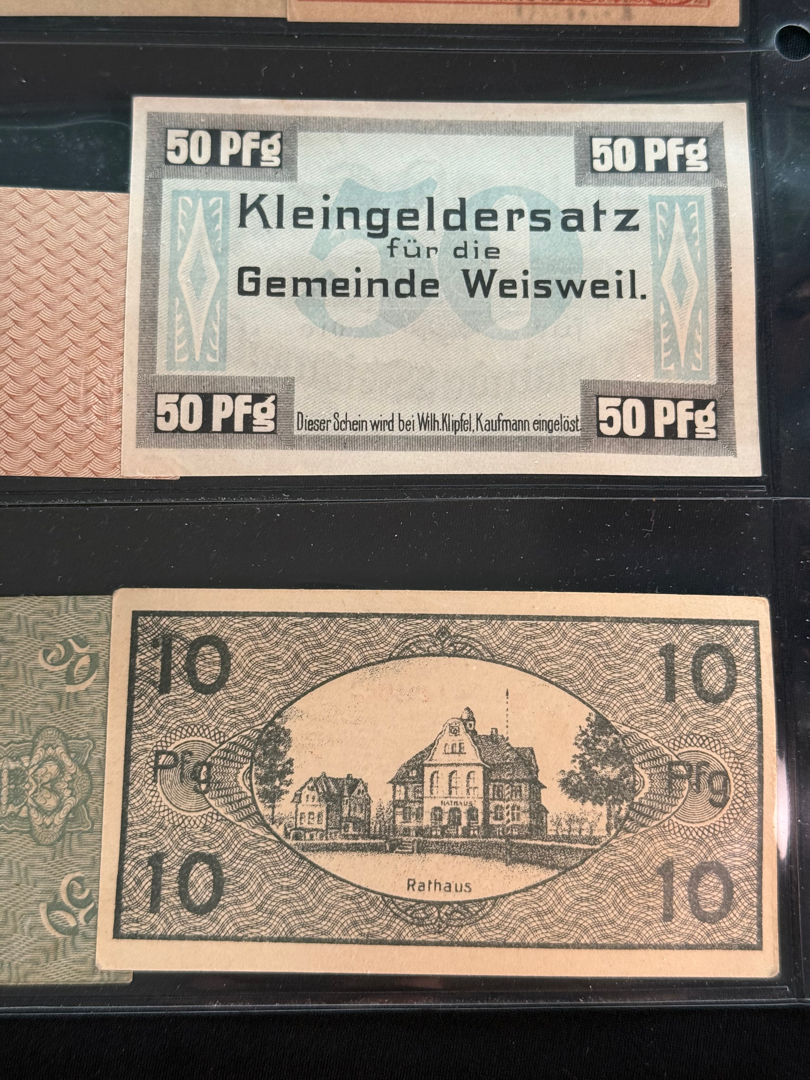 50 PFg 50 PFg
Kleingeldersatz
für die
Gemeinde Weisweil.
50 PFg Dieser Schein wird bei Wilh. Klipfel, Kaufmann eingelöst. 50 PFg
10 10
Pfg Pfg
RATHAUS
10 10
Rathaus